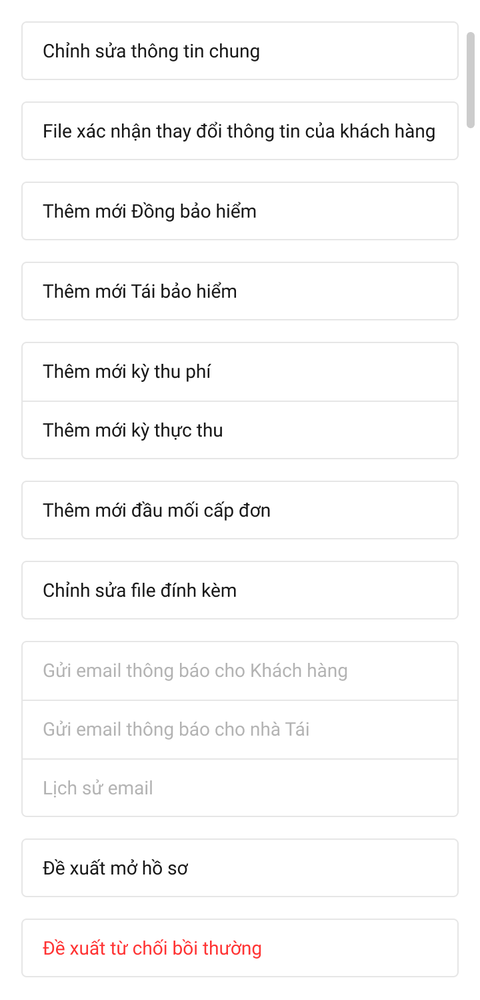 Chỉnh sửa thông tin chung
File xác nhận thay đổi thông tin của khách hàng
Thêm mới Đồng bảo hiểm
Thêm mới Tái bảo hiểm
Thêm mới kỳ thu phí
Thêm mới kỳ thực thu
Thêm mới đầu mối cấp đơn
Chỉnh sửa file đính kèm
Gửi email thông báo cho Khách hàng
Gửi email thông báo cho nhà Tái
Lịch sử email
Đề xuất mở hồ sơ
Đề xuất từ chối bồi thường